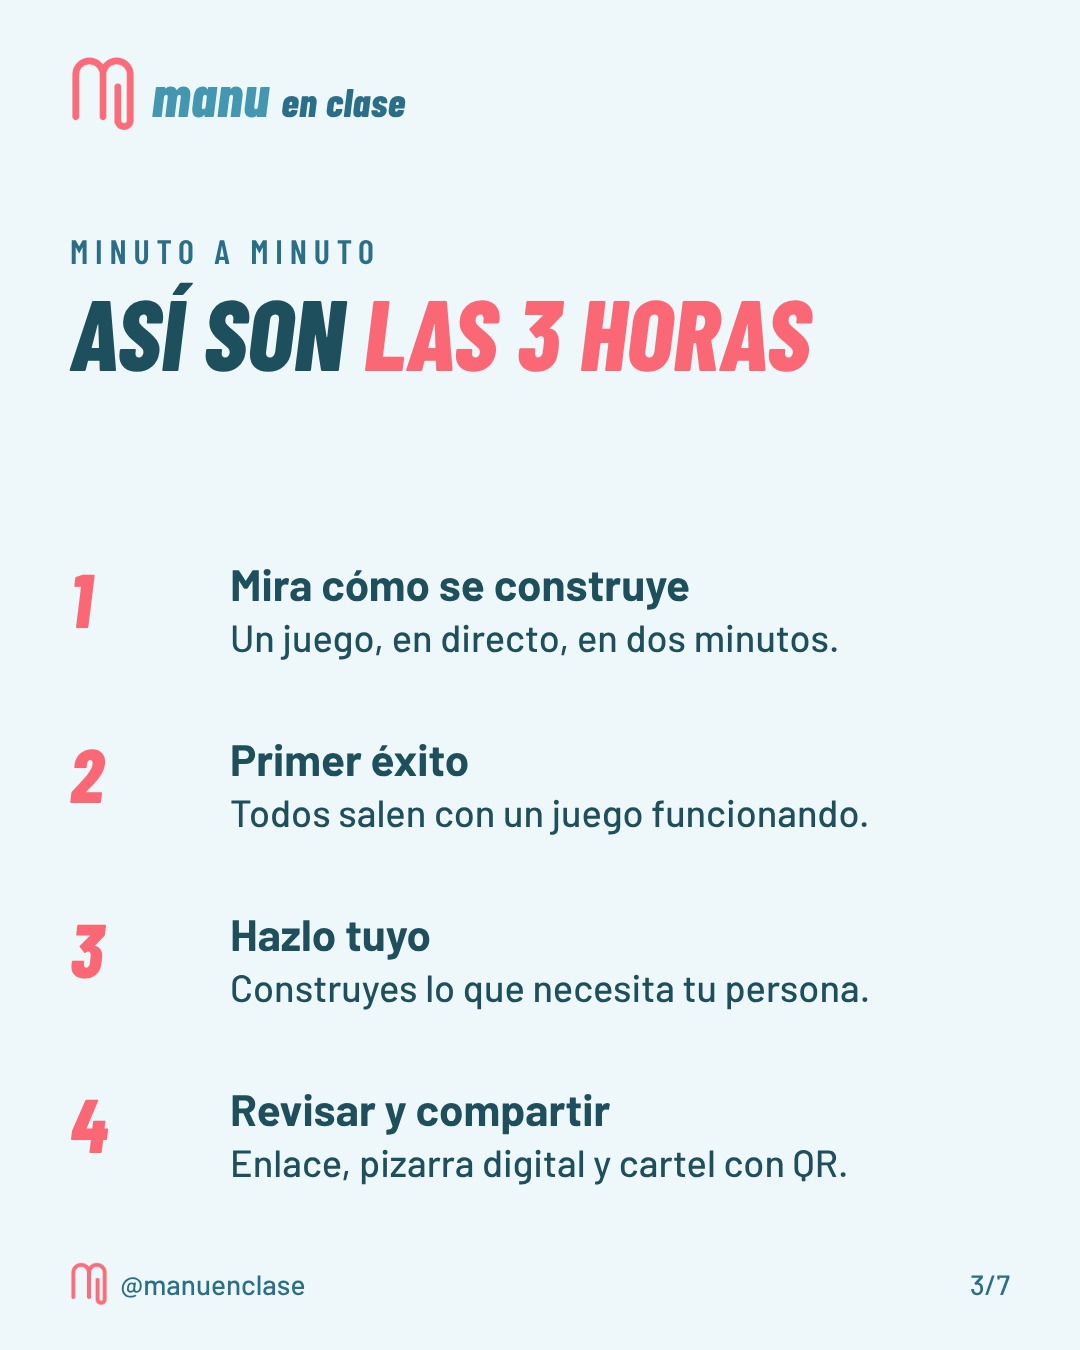 manu en clase
MINUTO A MINUTO
ASÍ SON LAS 3 HORAS
1
Mira cómo se construye
Un juego, en directo, en dos minutos.
2
Primer éxito
Todos salen con un juego funcionando.
3
Hazlo tuyo
Construyes lo que necesita tu persona.
4
Revisar y compartir
Enlace, pizarra digital y cartel con QR.
@manuenclase
3/7